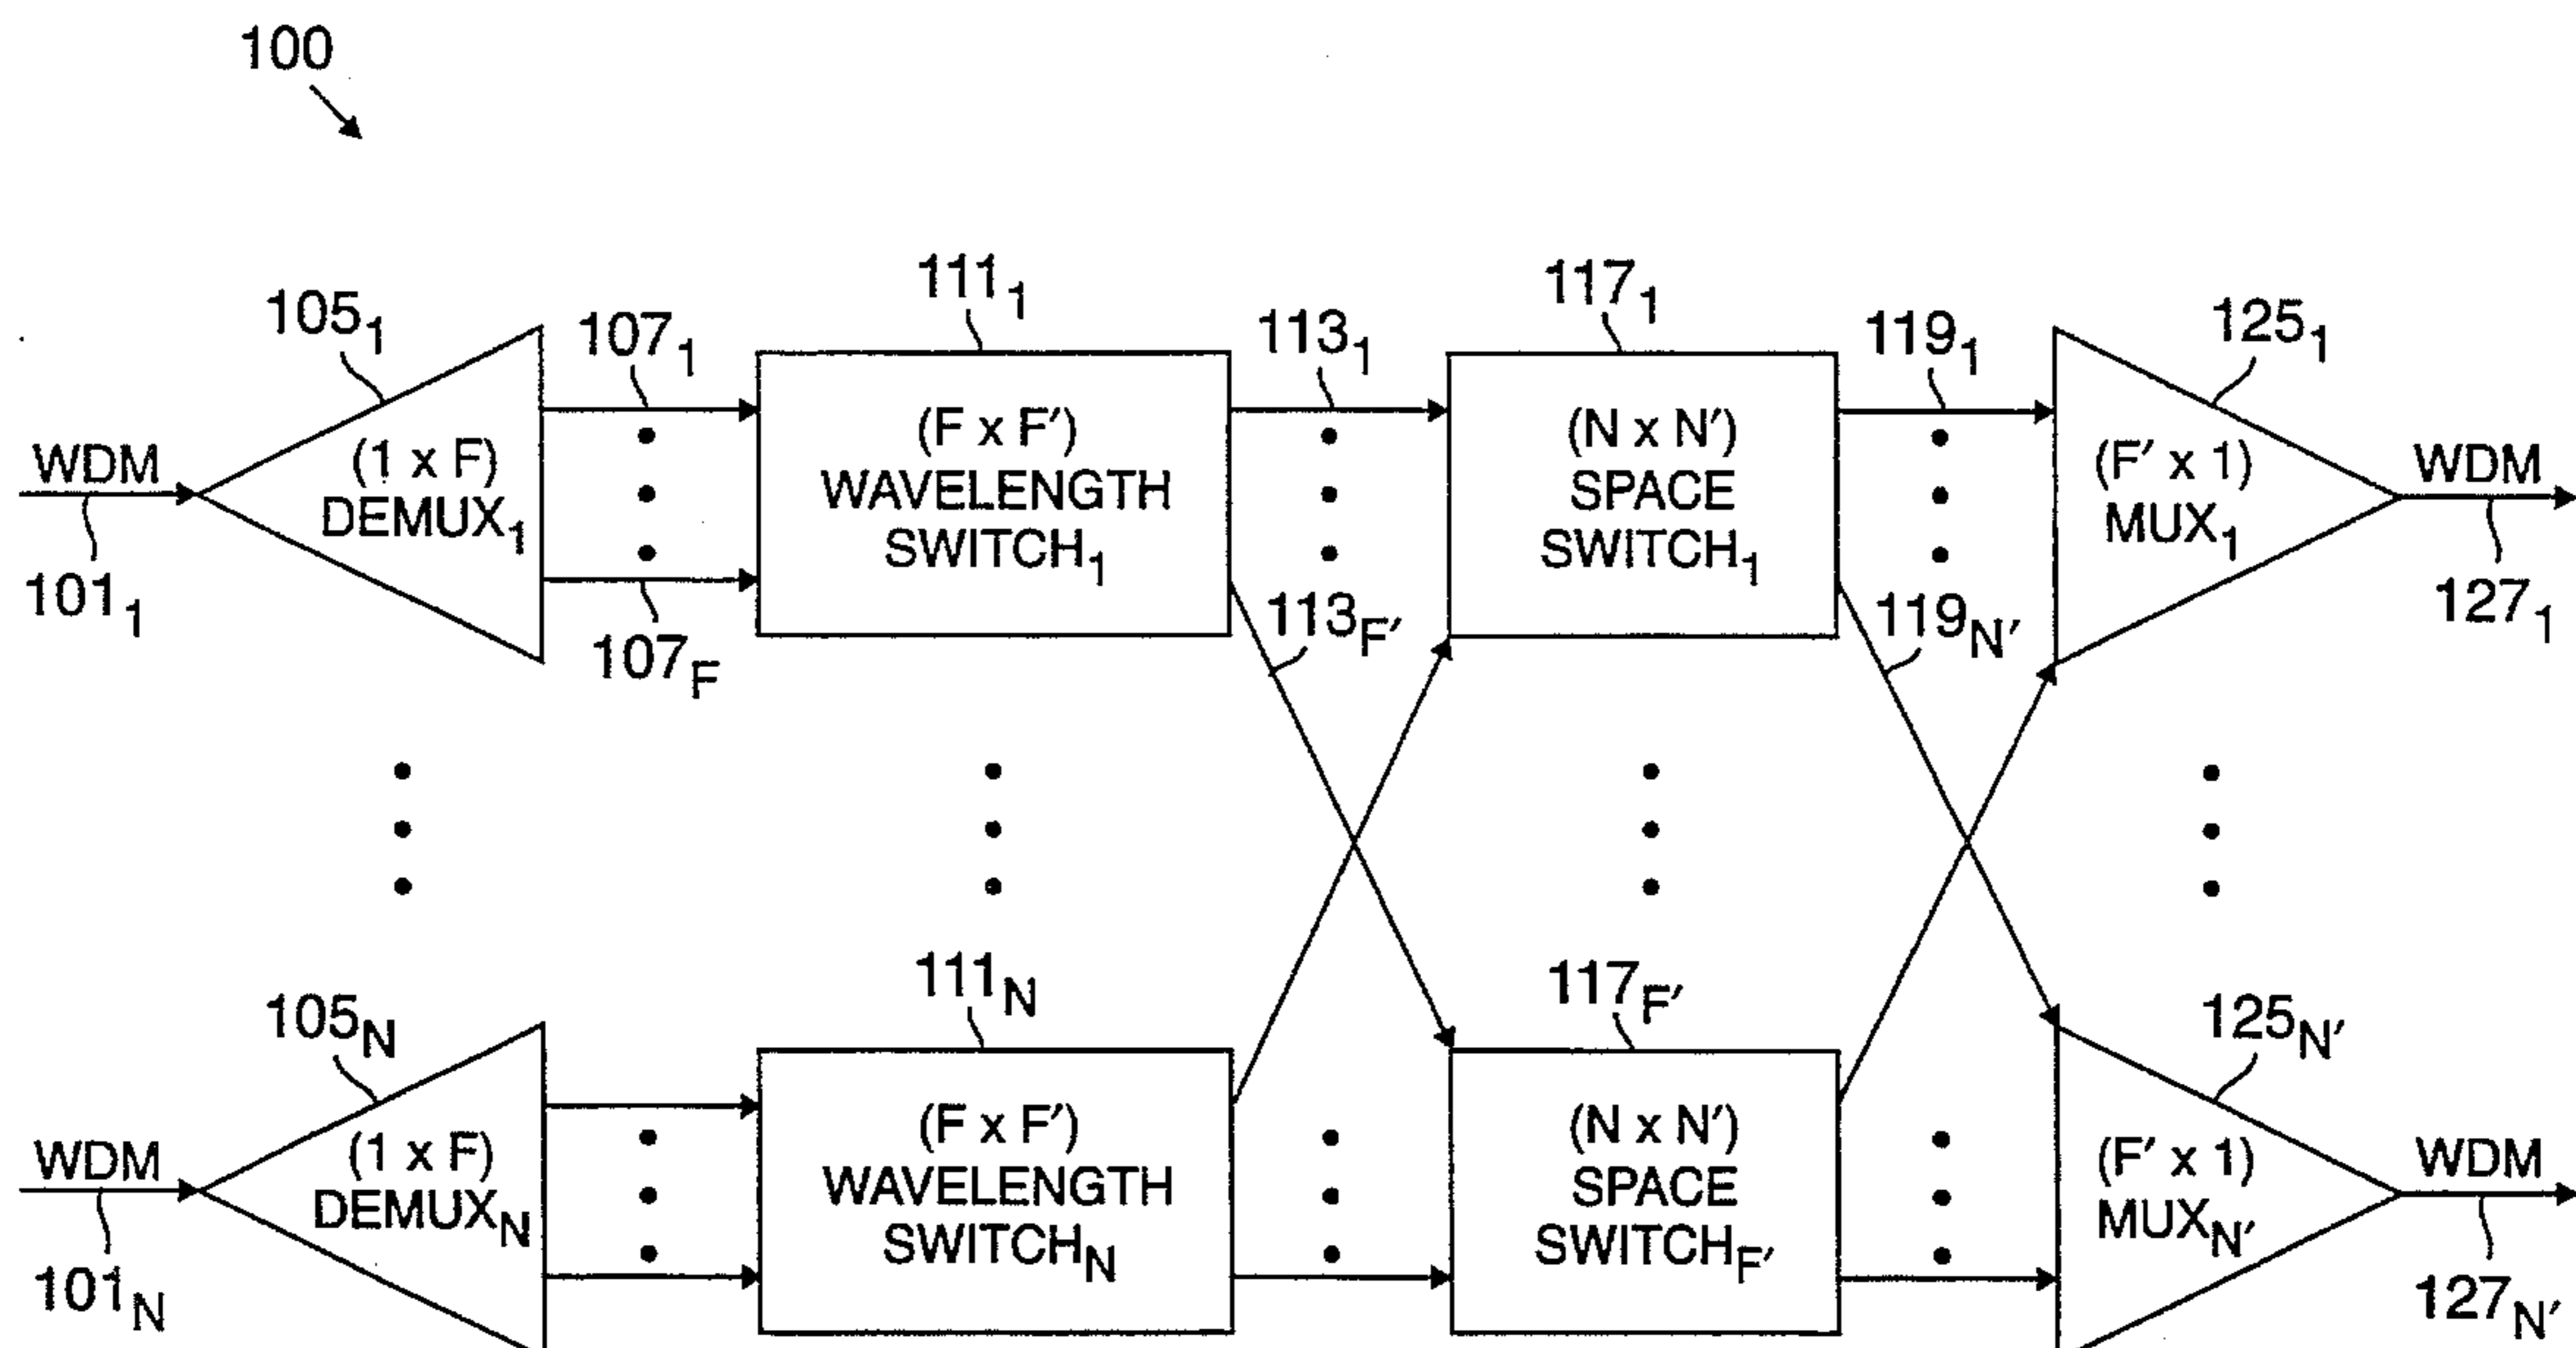 100
105₁
107₁
111₁
113₁
117₁
119₁
125₁
WDM
(1 x F)
DEMUX₁
(F x F')
WAVELENGTH
SWITCH₁
(N x N')
SPACE
SWITCH₁
(F' x 1)
MUX₁
WDM
101₁
107F
113F'
119N'
127₁
105N
111N
117F'
125N'
WDM
(1 x F)
DEMUXN
(F x F')
WAVELENGTH
SWITCHN
(N x N')
SPACE
SWITCHF'
(F' x 1)
MUXN'
WDM
101N
127N'